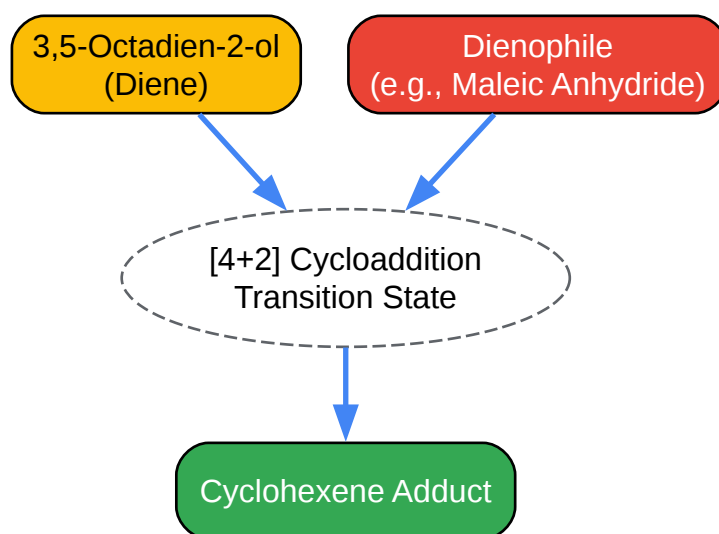 3,5-Octadien-2-ol
(Diene)
Dienophile
(e.g., Maleic Anhydride)
[4+2] Cycloaddition
Transition State
Cyclohexene Adduct